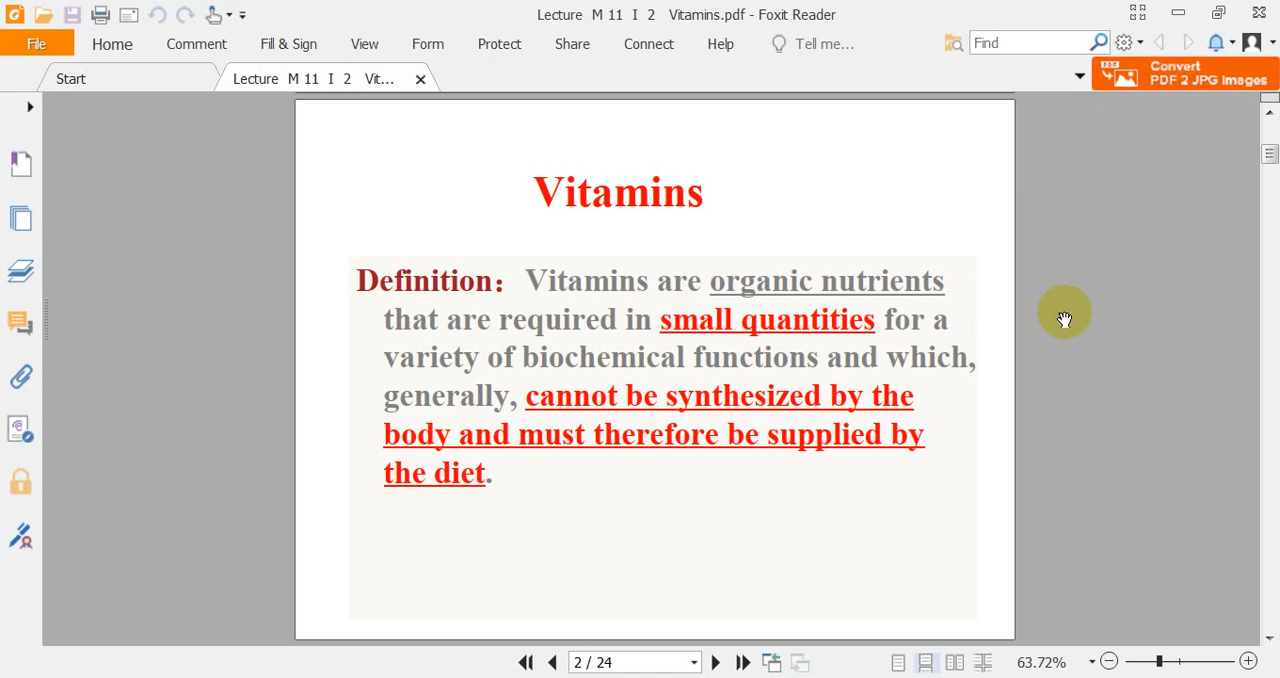 Lecture M 11 I 2 Vitamins.pdf - Foxit Reader
File Home Comment Fill & Sign View Form Protect Share Connect Help Tell me... Find
Start Lecture M 11 I 2 Vit... Convert
PDF 2 JPG Images
Vitamins
Definition: Vitamins are organic nutrients
that are required in small quantities for a
variety of biochemical functions and which,
generally, cannot be synthesized by the
body and must therefore be supplied by
the diet.
2 / 24 63.72%